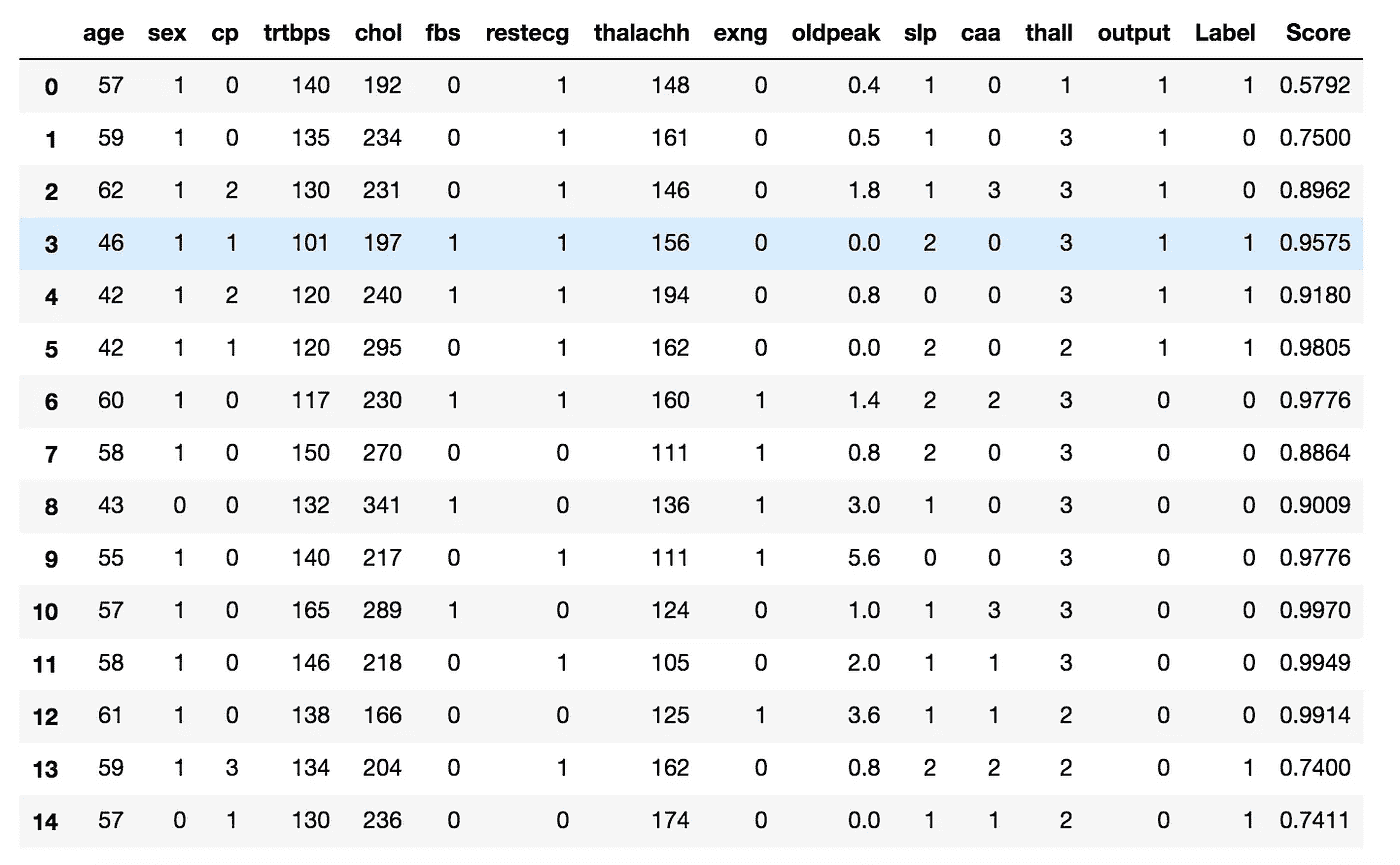 age sex cp trtbps chol fbs restecg thalachh exng oldpeak slp caa thall output Label Score
0 57 1 0 140 192 0 1 148 0 0.4 1 0 1 1 1 0.5792
1 59 1 0 135 234 0 1 161 0 0.5 1 0 3 1 0 0.7500
2 62 1 2 130 231 0 1 146 0 1.8 1 3 3 1 0 0.8962
3 46 1 1 101 197 1 1 156 0 0.0 2 0 3 1 1 0.9575
4 42 1 2 120 240 1 1 194 0 0.8 0 0 3 1 1 0.9180
5 42 1 1 120 295 0 1 162 0 0.0 2 0 2 1 1 0.9805
6 60 1 0 117 230 1 1 160 1 1.4 2 2 3 0 0 0.9776
7 58 1 0 150 270 0 0 111 1 0.8 2 0 3 0 0 0.8864
8 43 0 0 132 341 1 0 136 1 3.0 1 0 3 0 0 0.9009
9 55 1 0 140 217 0 1 111 1 5.6 0 0 3 0 0 0.9776
10 57 1 0 165 289 1 0 124 0 1.0 1 3 3 0 0 0.9970
11 58 1 0 146 218 0 1 105 0 2.0 1 1 3 0 0 0.9949
12 61 1 0 138 166 0 0 125 1 3.6 1 1 2 0 0 0.9914
13 59 1 3 134 204 0 1 162 0 0.8 2 2 2 0 1 0.7400
14 57 0 1 130 236 0 0 174 0 0.0 1 1 2 0 1 0.7411